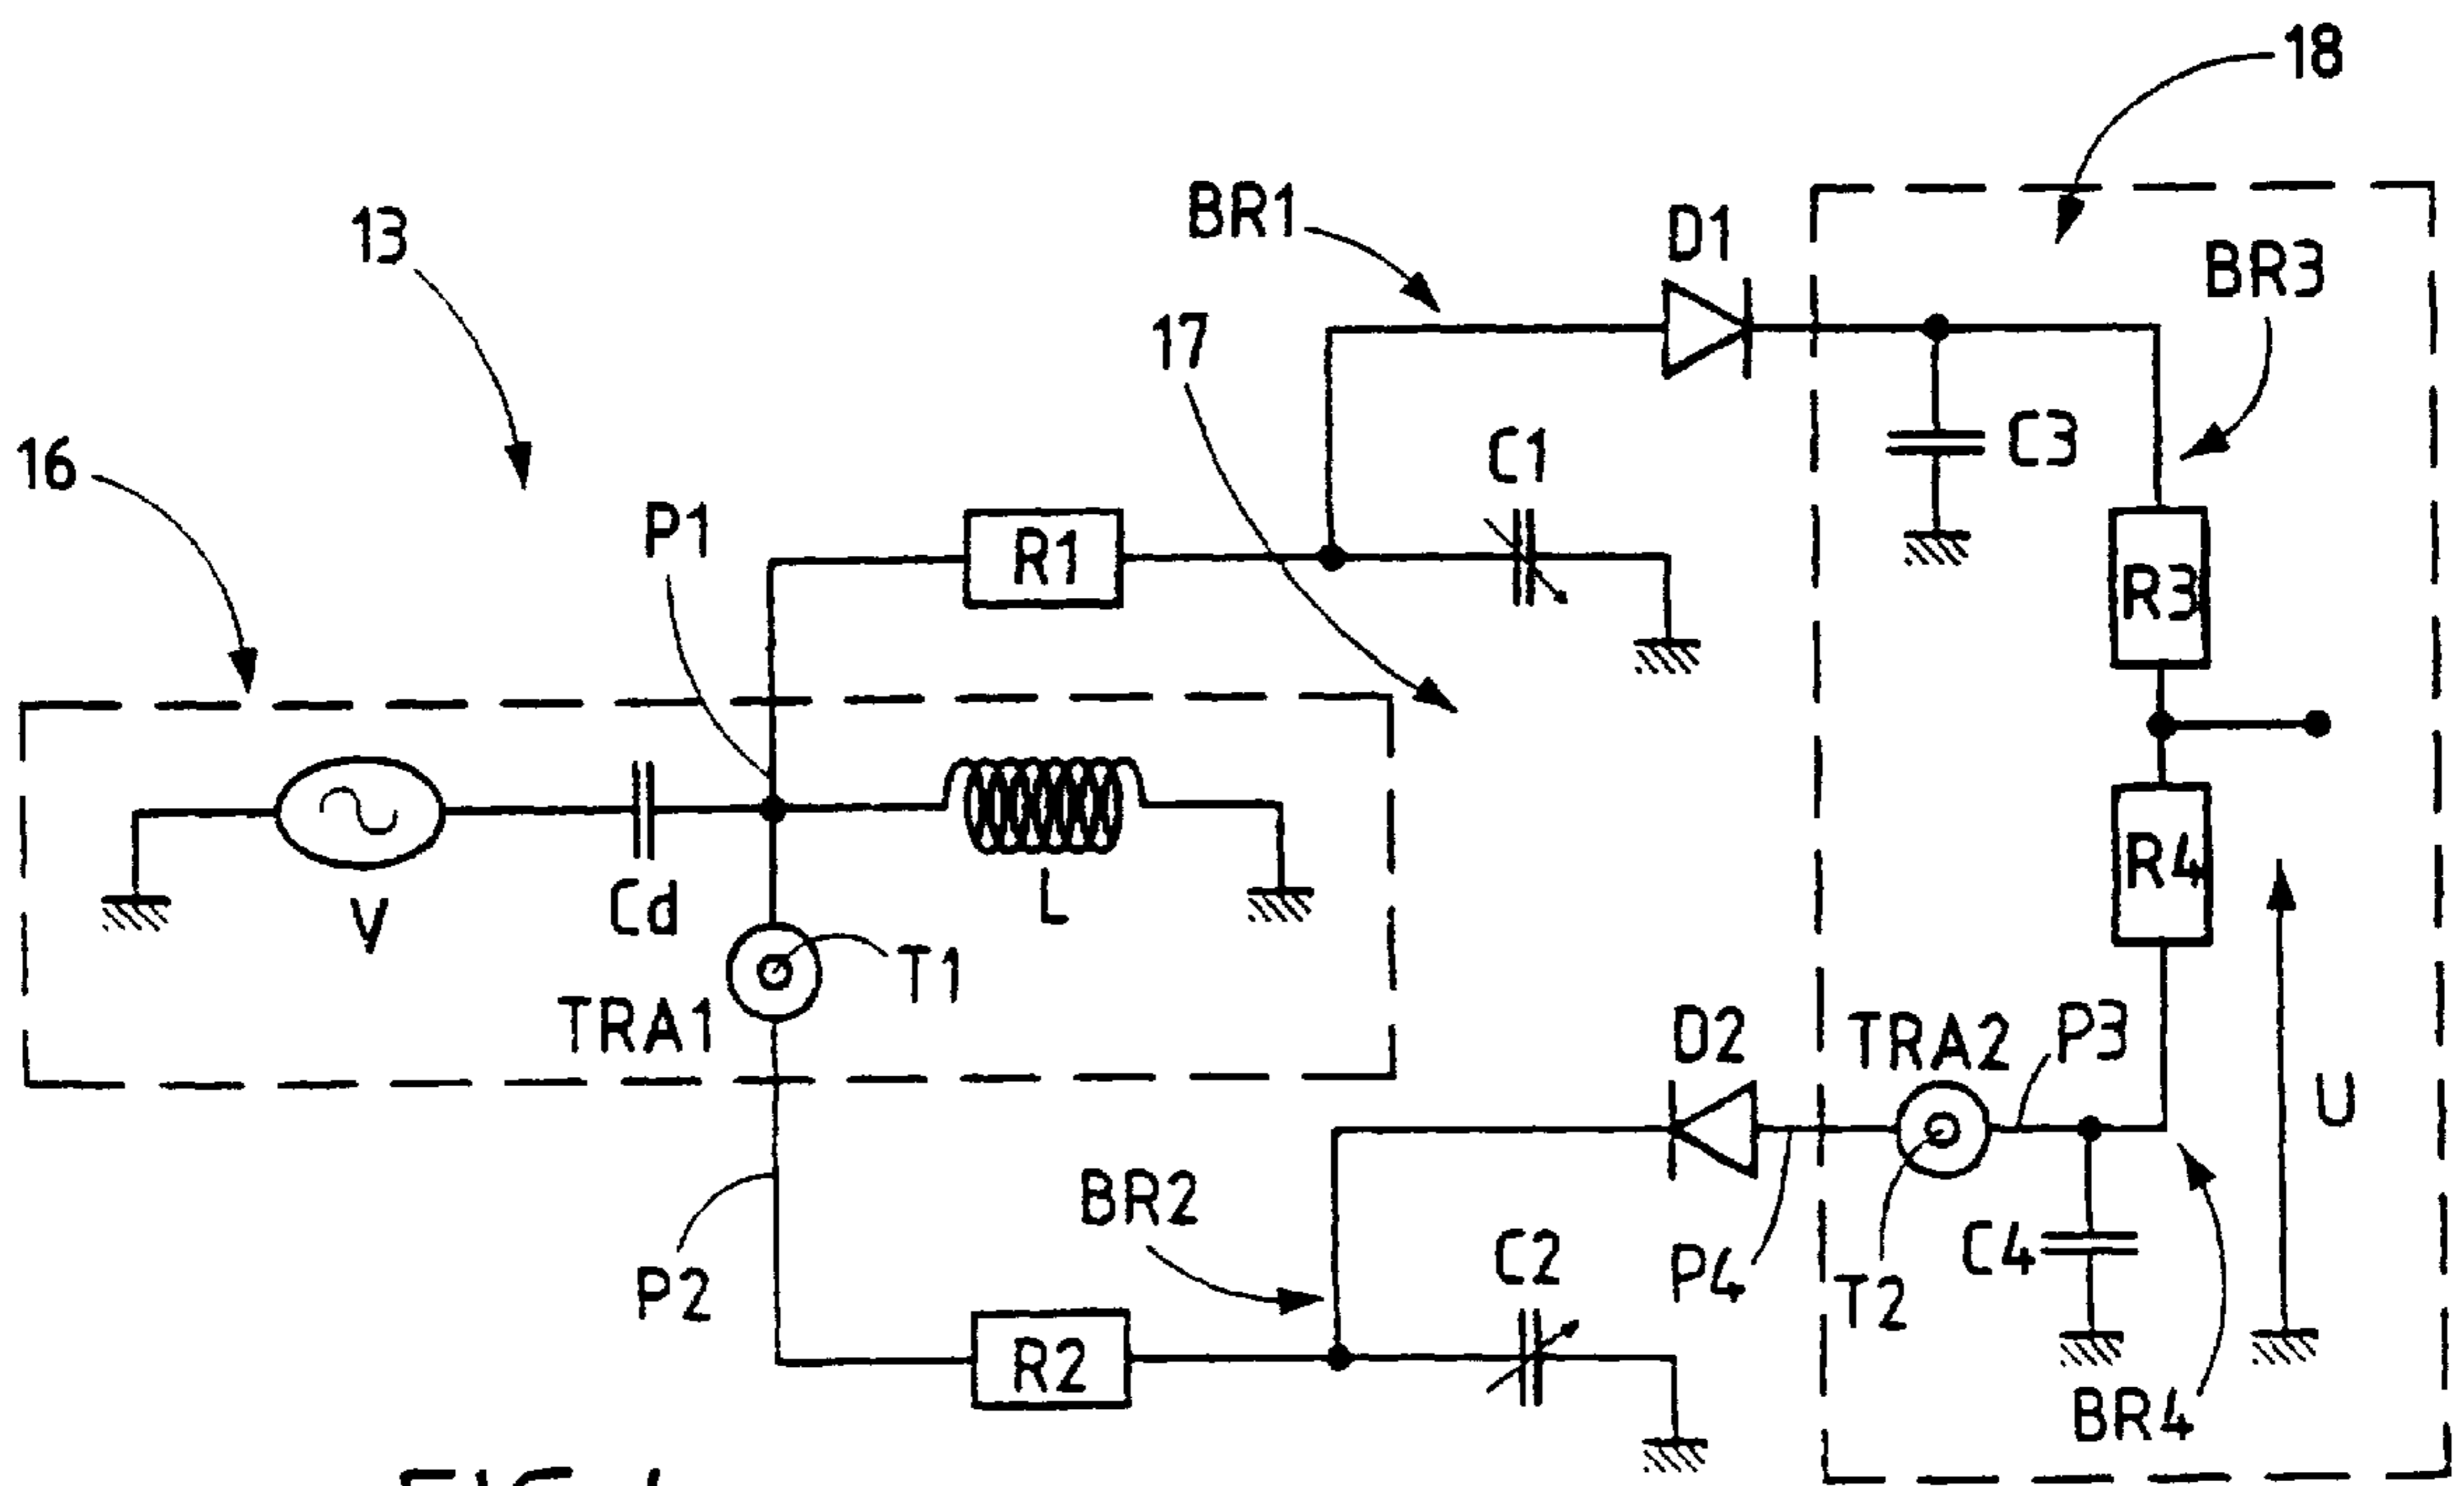 18
BR1
D1
13
BR3
17
C1
C3
16
P1
R1
R3
V
Cd
L
T1
R4
TRA1
D2
TRA2
P3
U
BR2
P2
C2
P4
T2
C4
R2
BR4